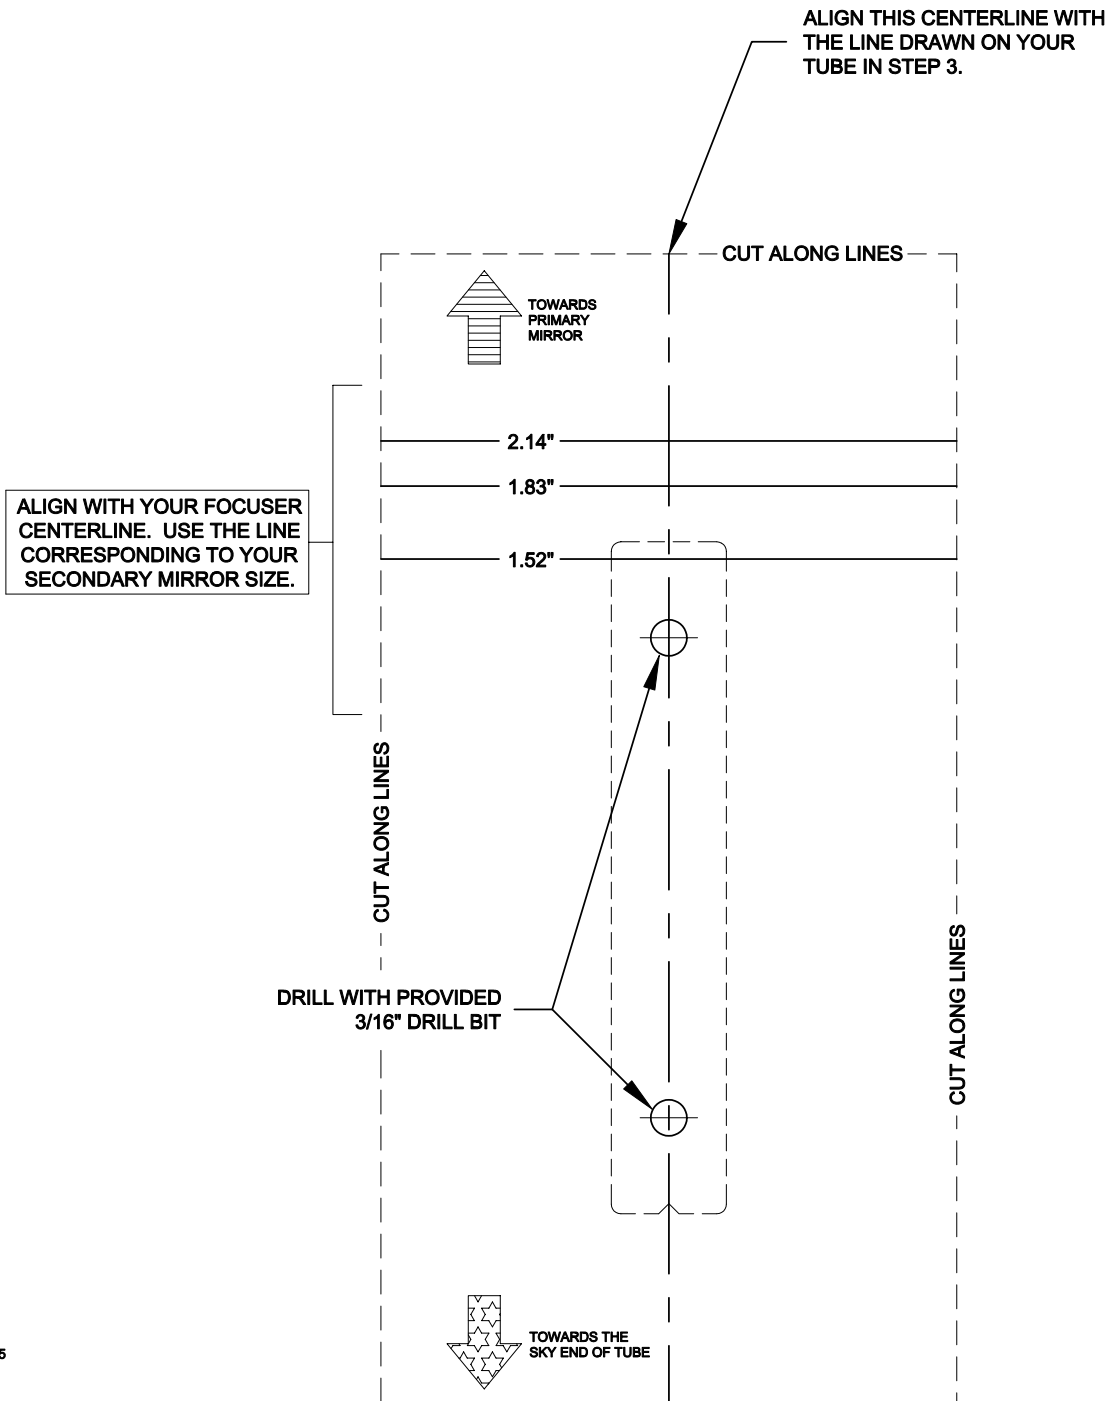 ALIGN THIS CENTERLINE WITH
THE LINE DRAWN ON YOUR
TUBE IN STEP 3.
CUT ALONG LINES
TOWARDS
PRIMARY
MIRROR
2.14"
1.83"
1.52"
ALIGN WITH YOUR FOCUSER
CENTERLINE. USE THE LINE
CORRESPONDING TO YOUR
SECONDARY MIRROR SIZE.
CUT ALONG LINES
CUT ALONG LINES
DRILL WITH PROVIDED
3/16" DRILL BIT
TOWARDS THE
SKY END OF TUBE
5